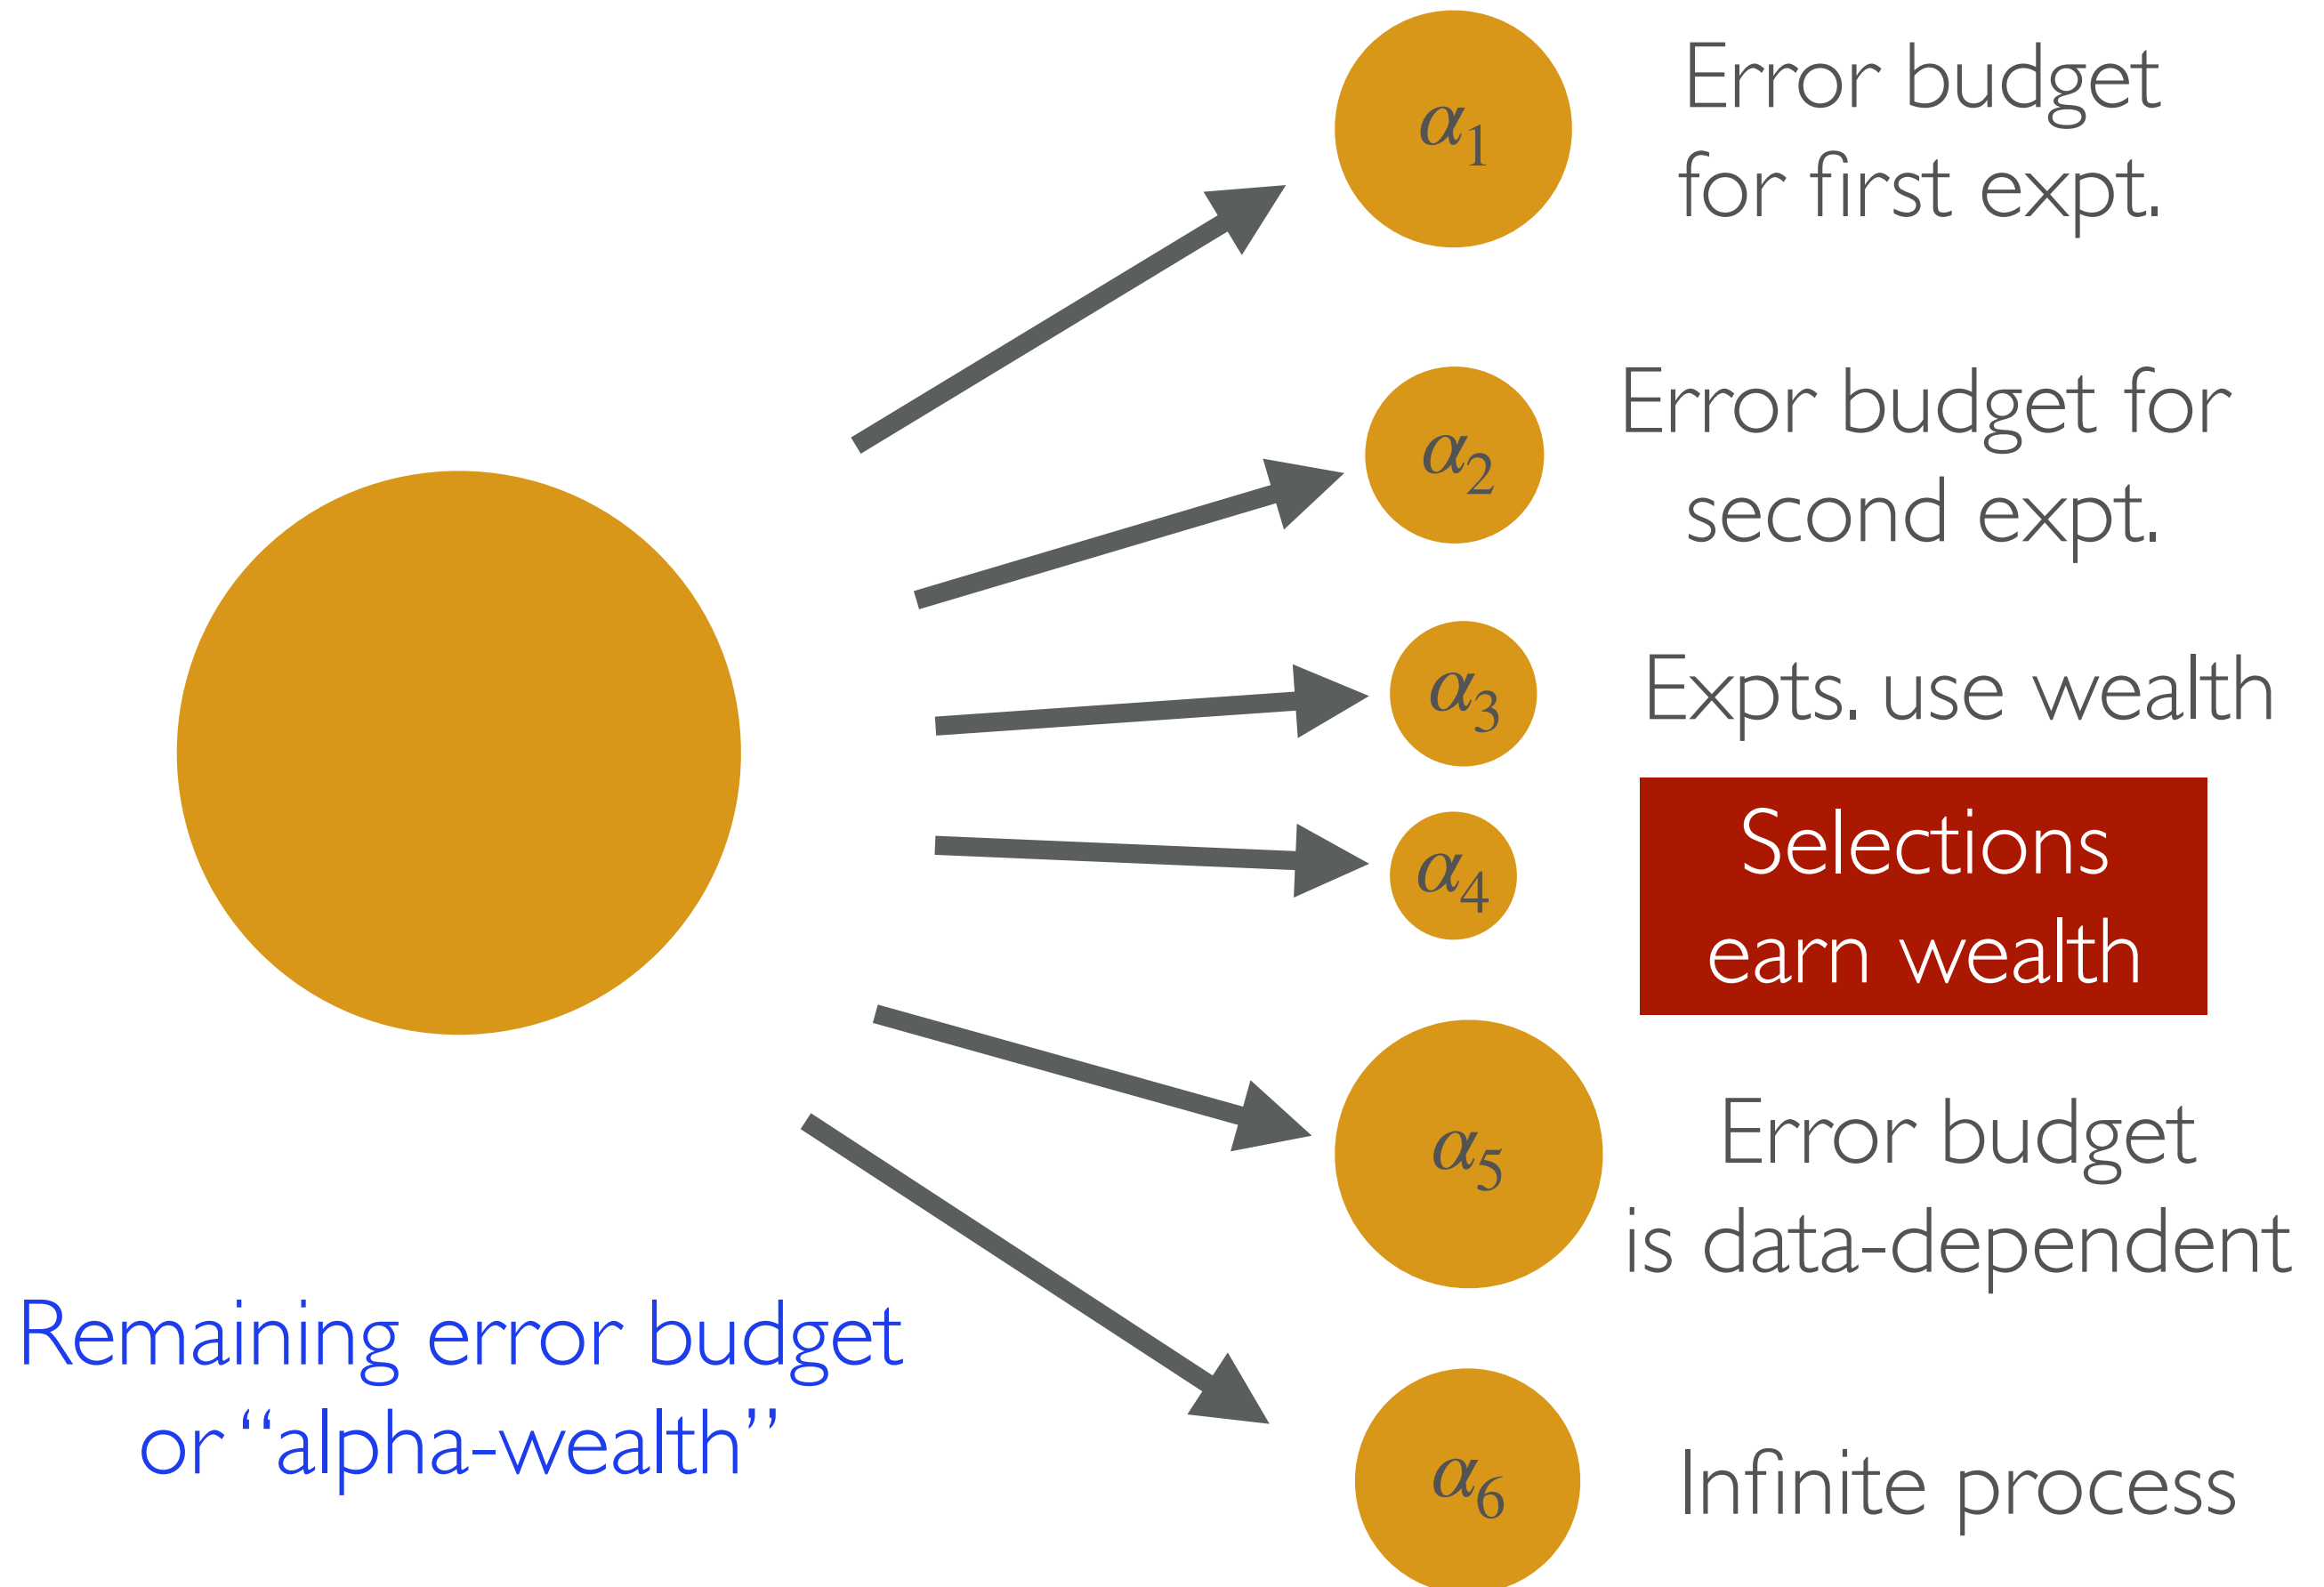 α1
Error budget
for first expt.
α2
Error budget for
second expt.
α3
Expts. use wealth
α4
Selections
earn wealth
α5
Error budget
is data-dependent
Remaining error budget
or “alpha-wealth”
α6
Infinite process